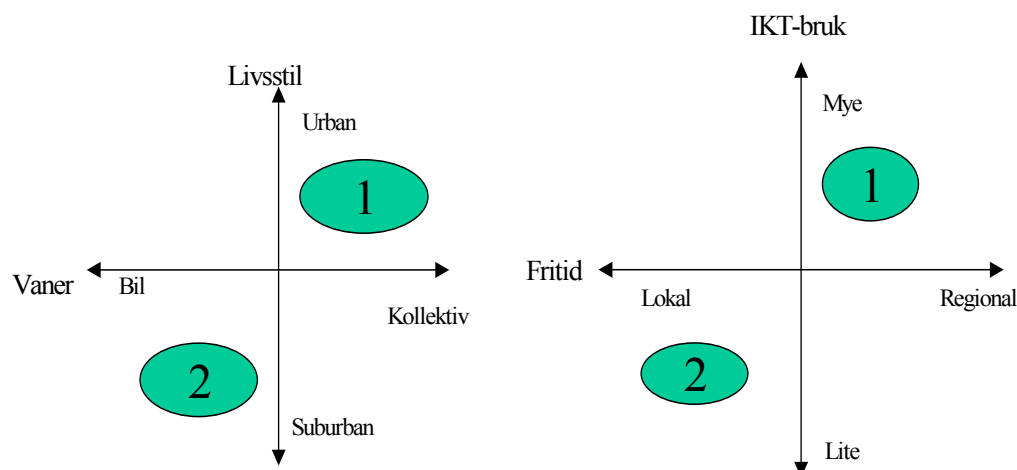 Livsstil
Urban
1
Vaner
Bil
Kollektiv
2
Suburban
IKT-bruk
Mye
1
Fritid
Lokal
Regional
2
Lite